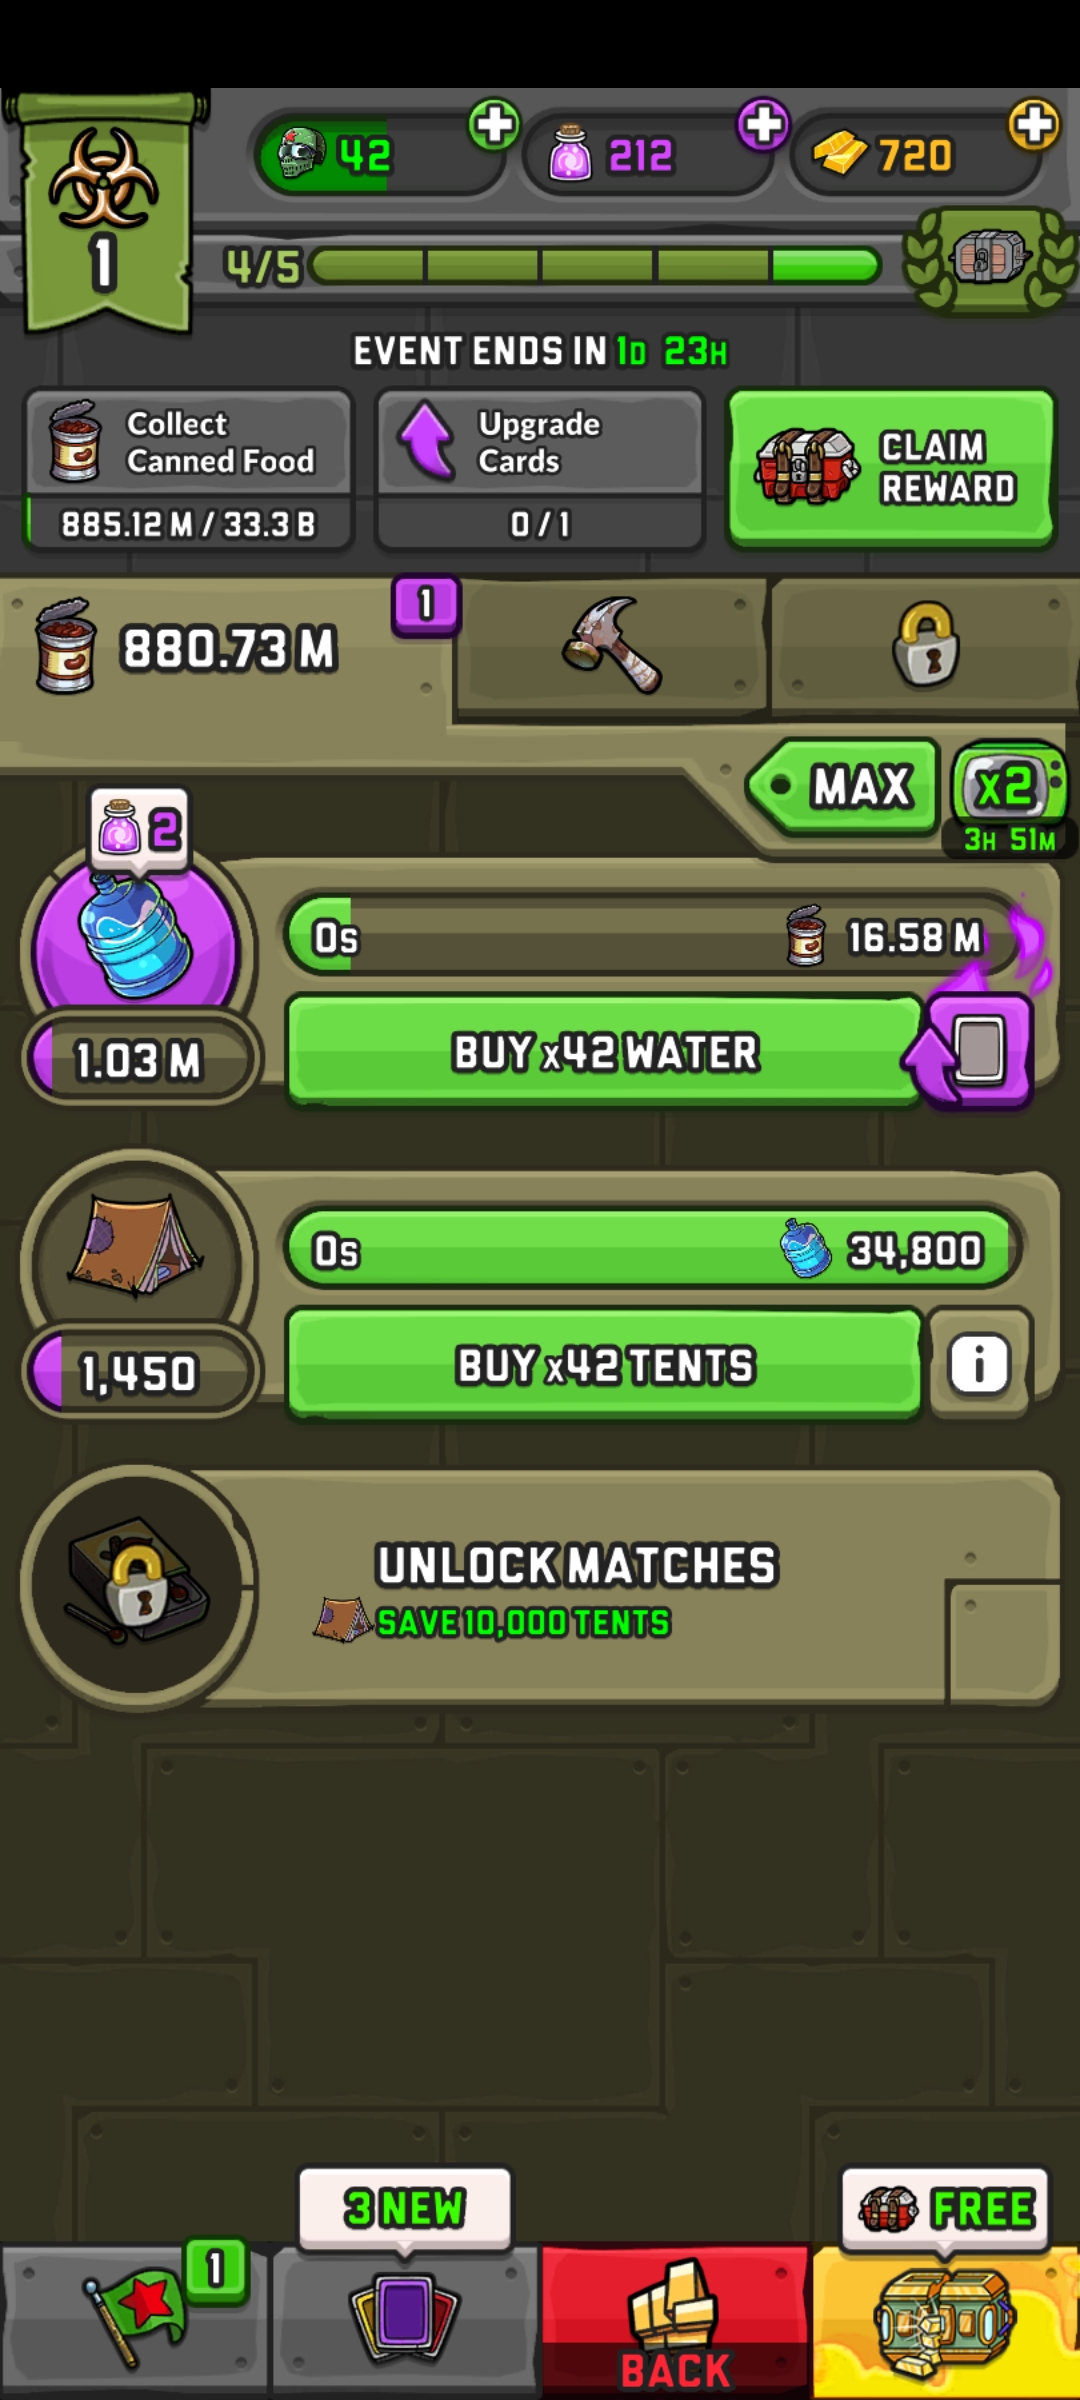 1
42
212
720
4/5
EVENT ENDS IN 1D 23H
Collect
Canned Food
885.12 M / 33.3 B
Upgrade
Cards
0 / 1
CLAIM
REWARD
880.73 M
1
MAX
x2
3H 51M
2
0s
16.58 M
1.03 M
BUY x42 WATER
0s
34,800
1,450
BUY x42 TENTS
i
UNLOCK MATCHES
SAVE 10,000 TENTS
1
3 NEW
BACK
FREE